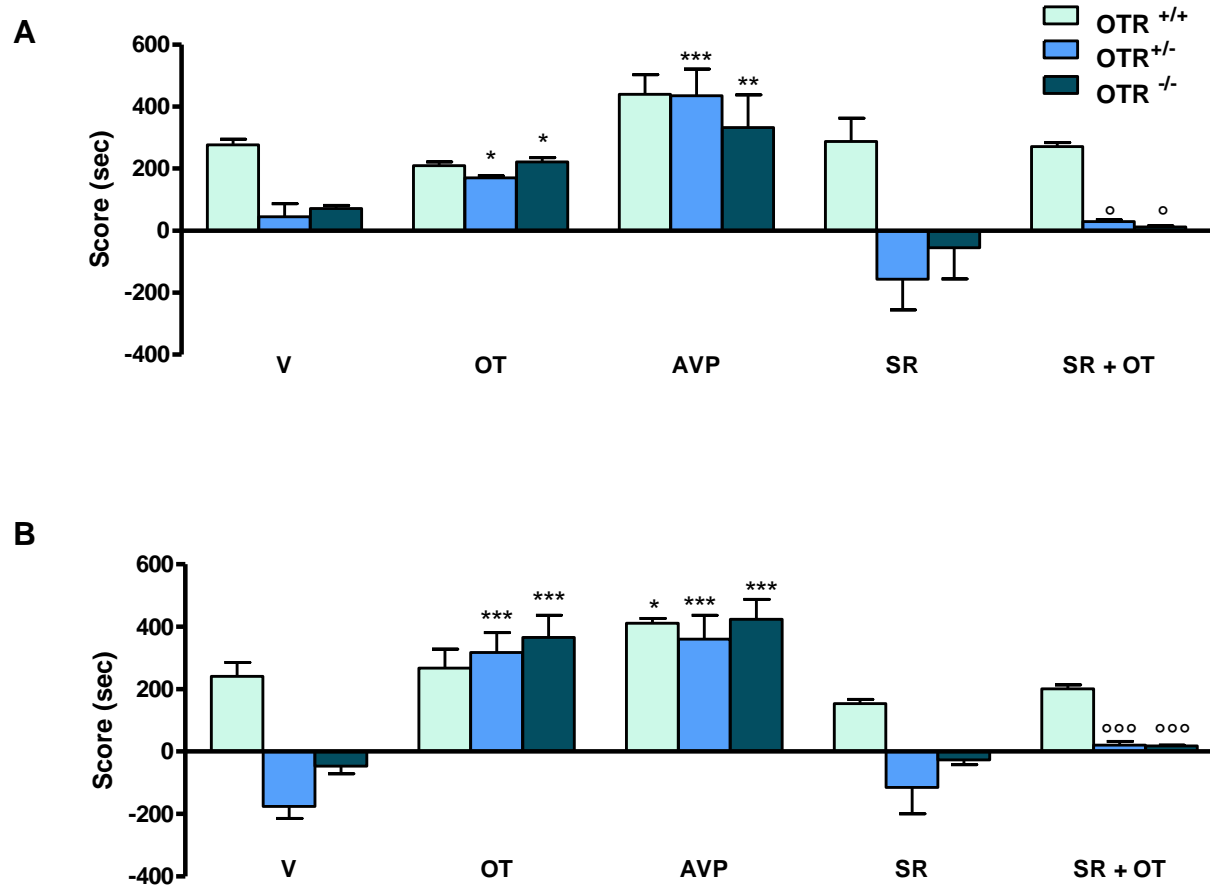 A
OTR +/+
OTR +/-
OTR -/-
Score (sec)
600
400
200
0
-200
-400
* * *** ** ° °
V OT AVP SR SR + OT
B
Score (sec)
600
400
200
0
-200
-400
*** *** * *** *** °°° °°°
V OT AVP SR SR + OT